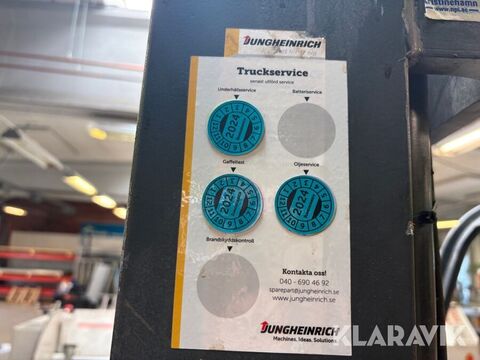 JUNGHEINRICH
Truckservice
senast utförd service
Underhållsservice
Batteriservice
2024
Gaffeltest
Oljeservice
2024
2024
Brandskyddskontroll
Kontakta oss!
040 - 690 46 92
sparepart@jungheinrich.se
www.jungheinrich.se
JUNGHEINRICH
Machines. Ideas. Solutions.
KLARAVIK